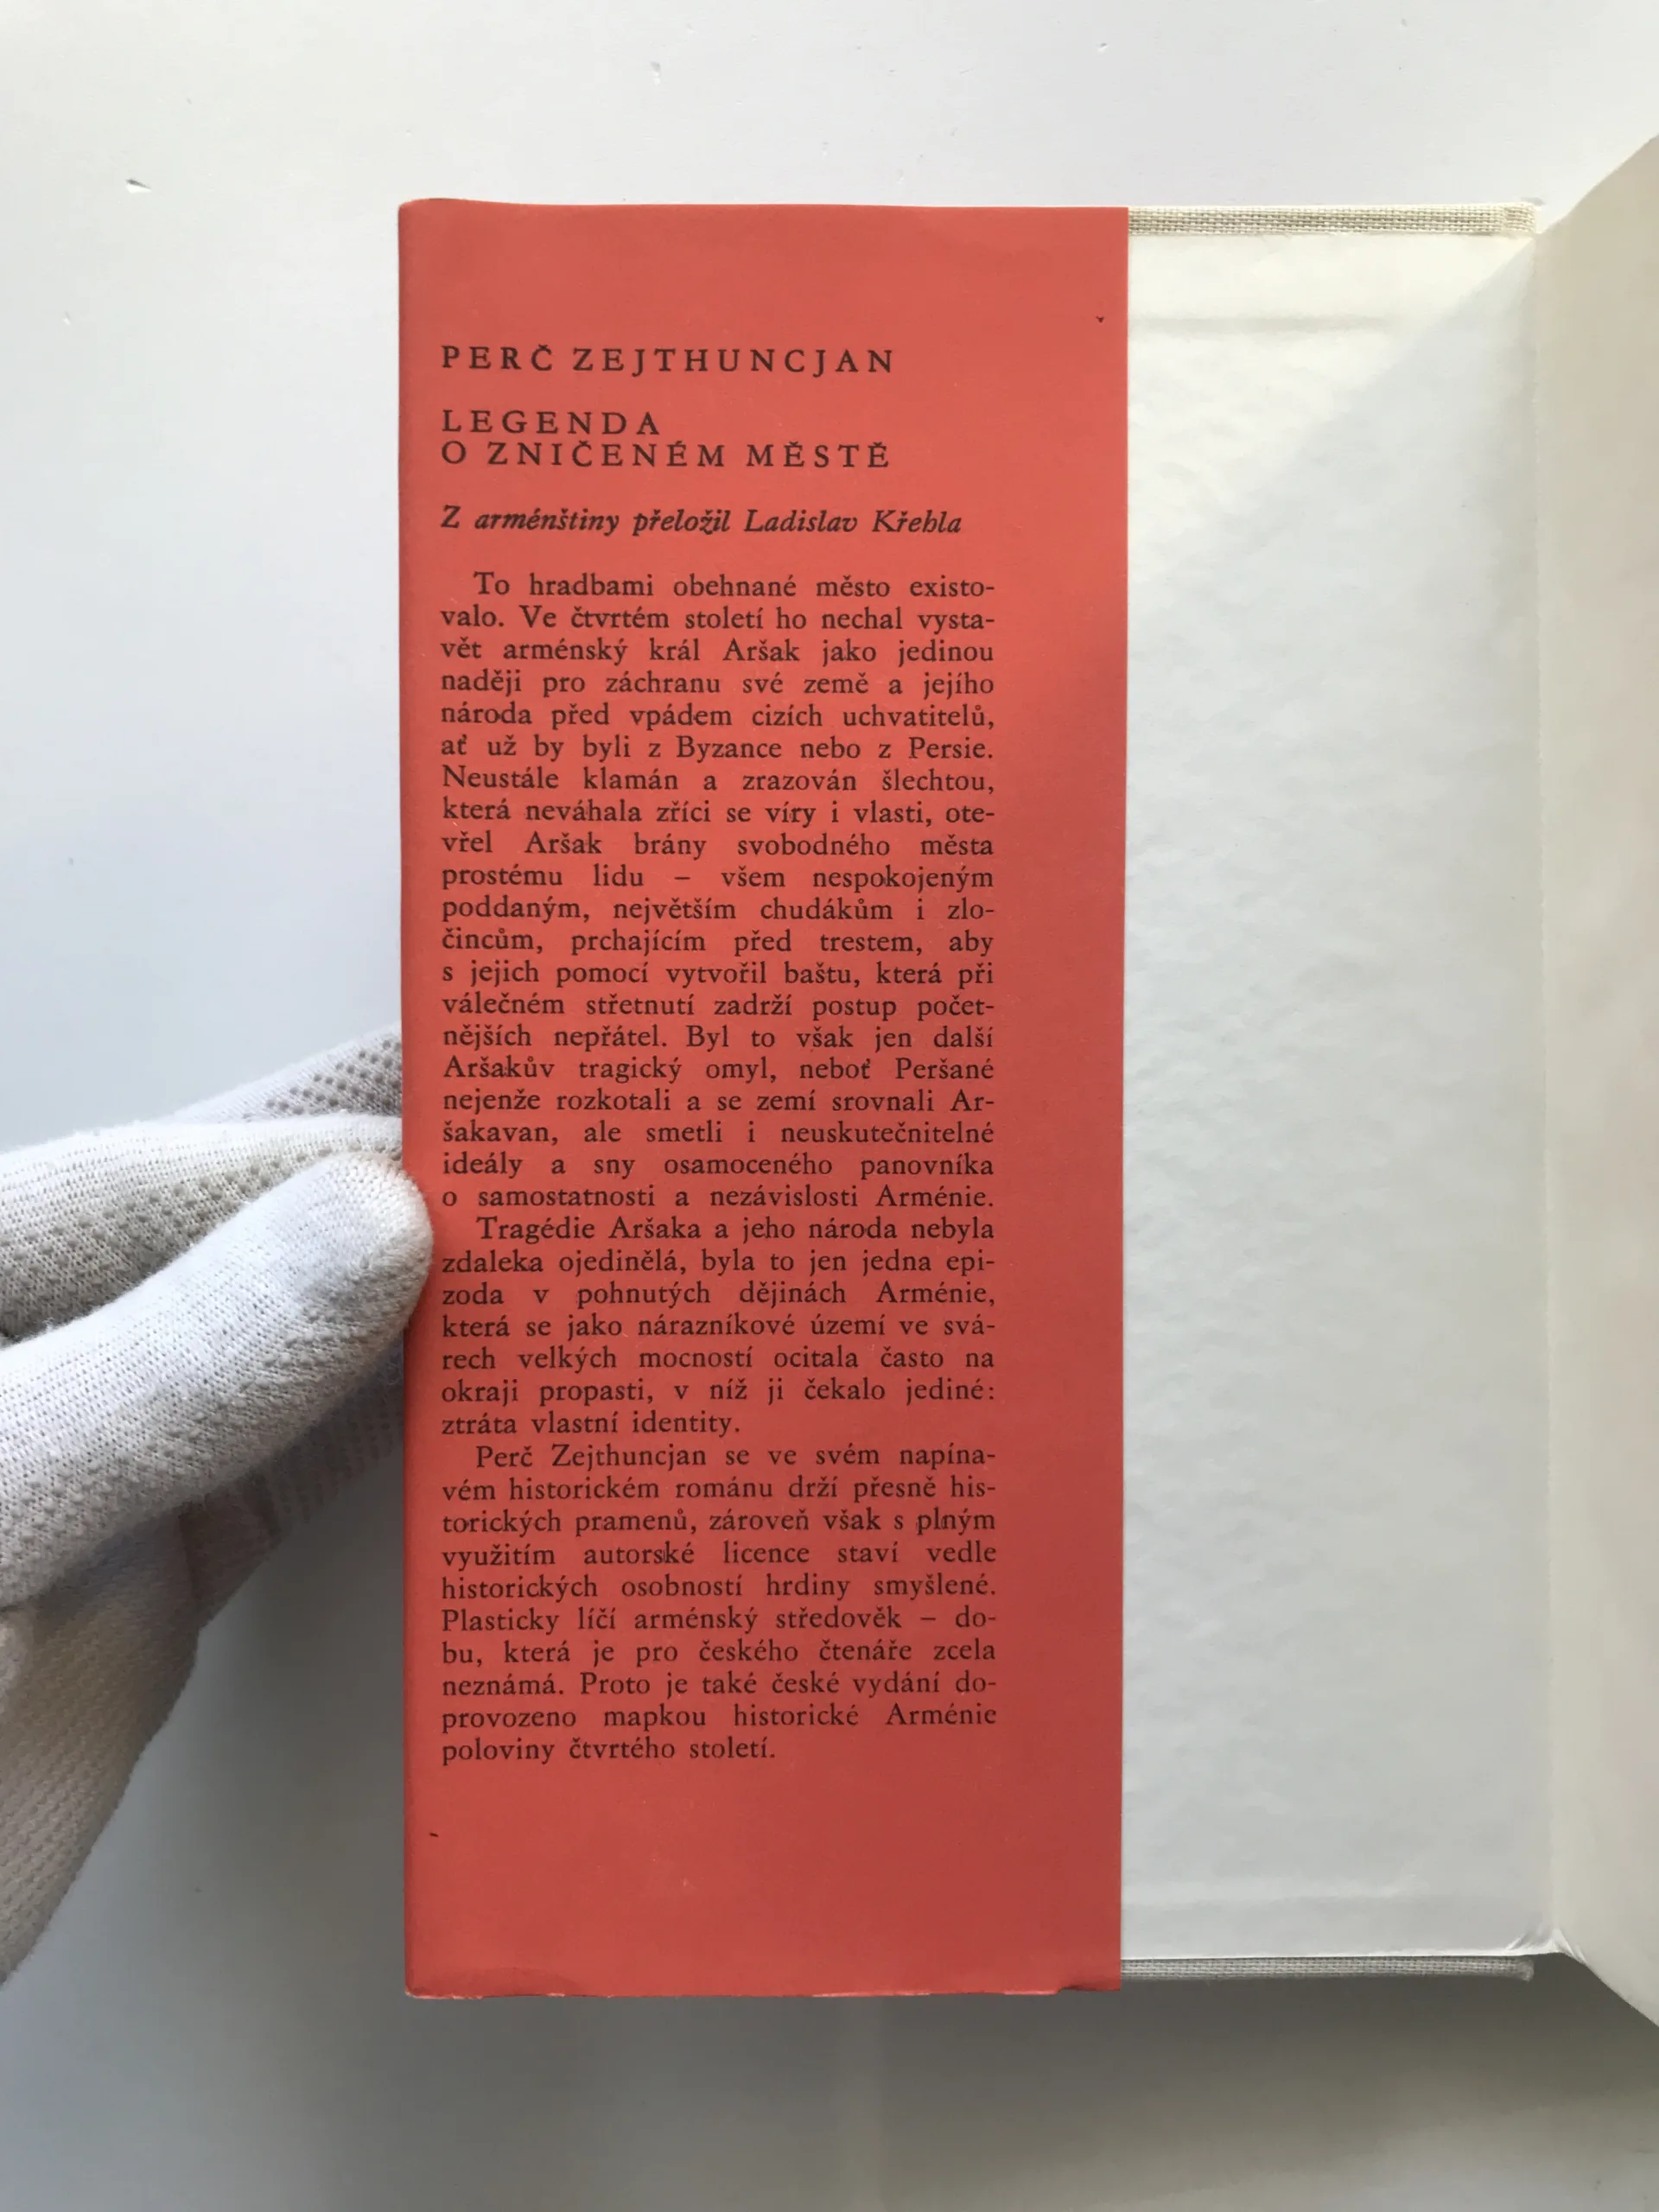 PERČ ZEJTHUNCJAN
LEGENDA
O ZNIČENÉM MĚSTĚ
Z arménštiny přeložil Ladislav Křebla
To hradbami obehnané město existo-
valo. Ve čtvrtém století ho nechal vysta-
vět arménský král Aršak jako jedinou
naději pro záchranu své země a jejího
národa před vpádem cizích uchvatitelů,
ať už by byli z Byzance nebo z Persie.
Neustále klamán a zrazován šlechtou,
která neváhala zříci se víry i vlasti, ote-
vřel Aršak brány svobodného města
prostému lidu – všem nespokojeným
poddaným, největším chudákům i zlo-
čincům, prchajícím před trestem, aby
s jejich pomocí vytvořil baštu, která při
válečném střetnutí zadrží postup počet-
nějších nepřátel. Byl to však jen další
Aršakův tragický omyl, neboť Peršané
nejenže rozkotali a se zemí srovnali Ar-
šakavan, ale smetli i neuskutečnitelné
ideály a sny osamoceného panovníka
o samostatnosti a nezávislosti Arménie.
Tragédie Aršaka a jeho národa nebyla
zdaleka ojedinělá, byla to jen jedna epi-
zoda v pohnutých dějinách Arménie,
která se jako nárazníkové území ve svá-
rech velkých mocností ocitala často na
okraji propasti, v níž ji čekalo jediné:
ztráta vlastní identity.
Perč Zejthuncjan se ve svém napína-
vém historickém románu drží přesně his-
torických pramenů, zároveň však s plným
využitím autorské licence staví vedle
historických osobností hrdiny smyšlené.
Plasticky líčí arménský středověk – do-
bu, která je pro českého čtenáře zcela
neznámá. Proto je také české vydání do-
provozeno mapkou historické Arménie
poloviny čtvrtého století.